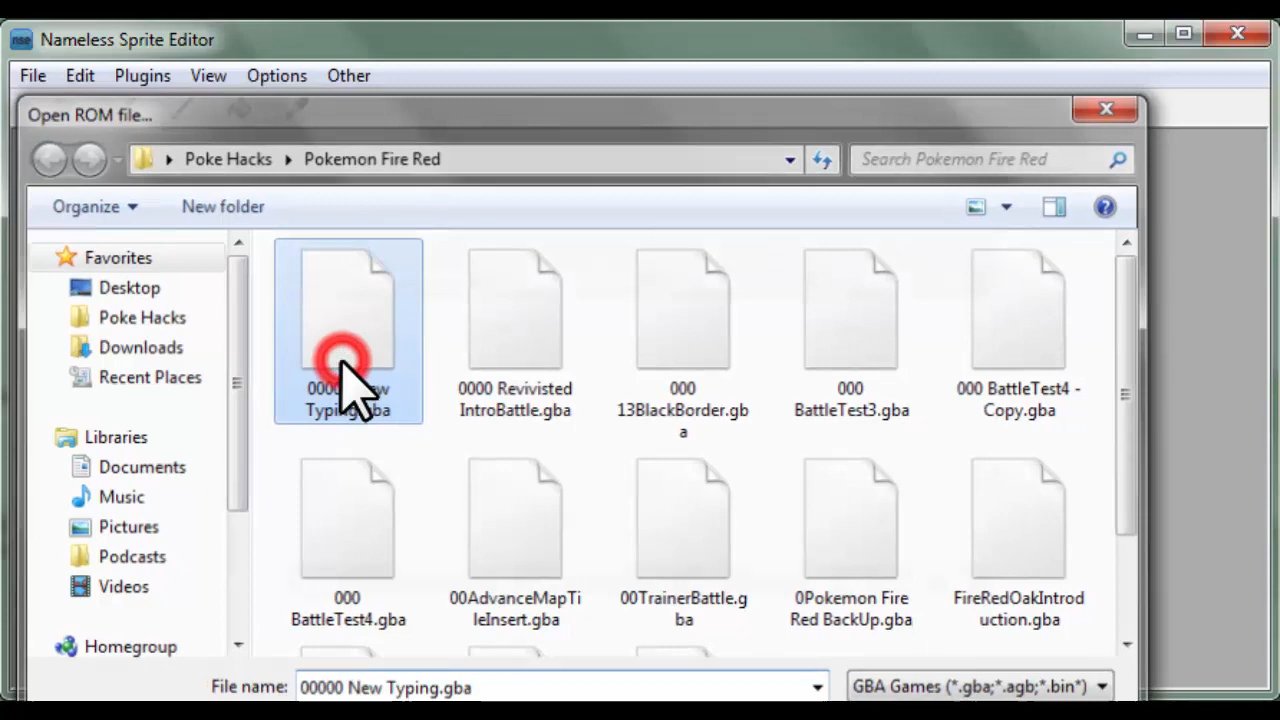 nse Nameless Sprite Editor
File Edit Plugins View Options Other
Open ROM file...
Poke Hacks Pokemon Fire Red Search Pokemon Fire Red
Organize New folder
Favorites
Desktop
Poke Hacks
Downloads
Recent Places
Libraries
Documents
Music
Pictures
Podcasts
Videos
Homegroup
0000 Revivisted
IntroBattle.gba
000
13BlackBorder.gb
a
000
BattleTest3.gba
000 BattleTest4 -
Copy.gba
000
BattleTest4.gba
00AdvanceMapTi
leInsert.gba
00TrainerBattle.g
ba
0Pokemon Fire
Red BackUp.gba
FireRedOakIntrod
uction.gba
File name: 00000 New Typing.gba GBA Games (*.gba;*.agb;*.bin*)